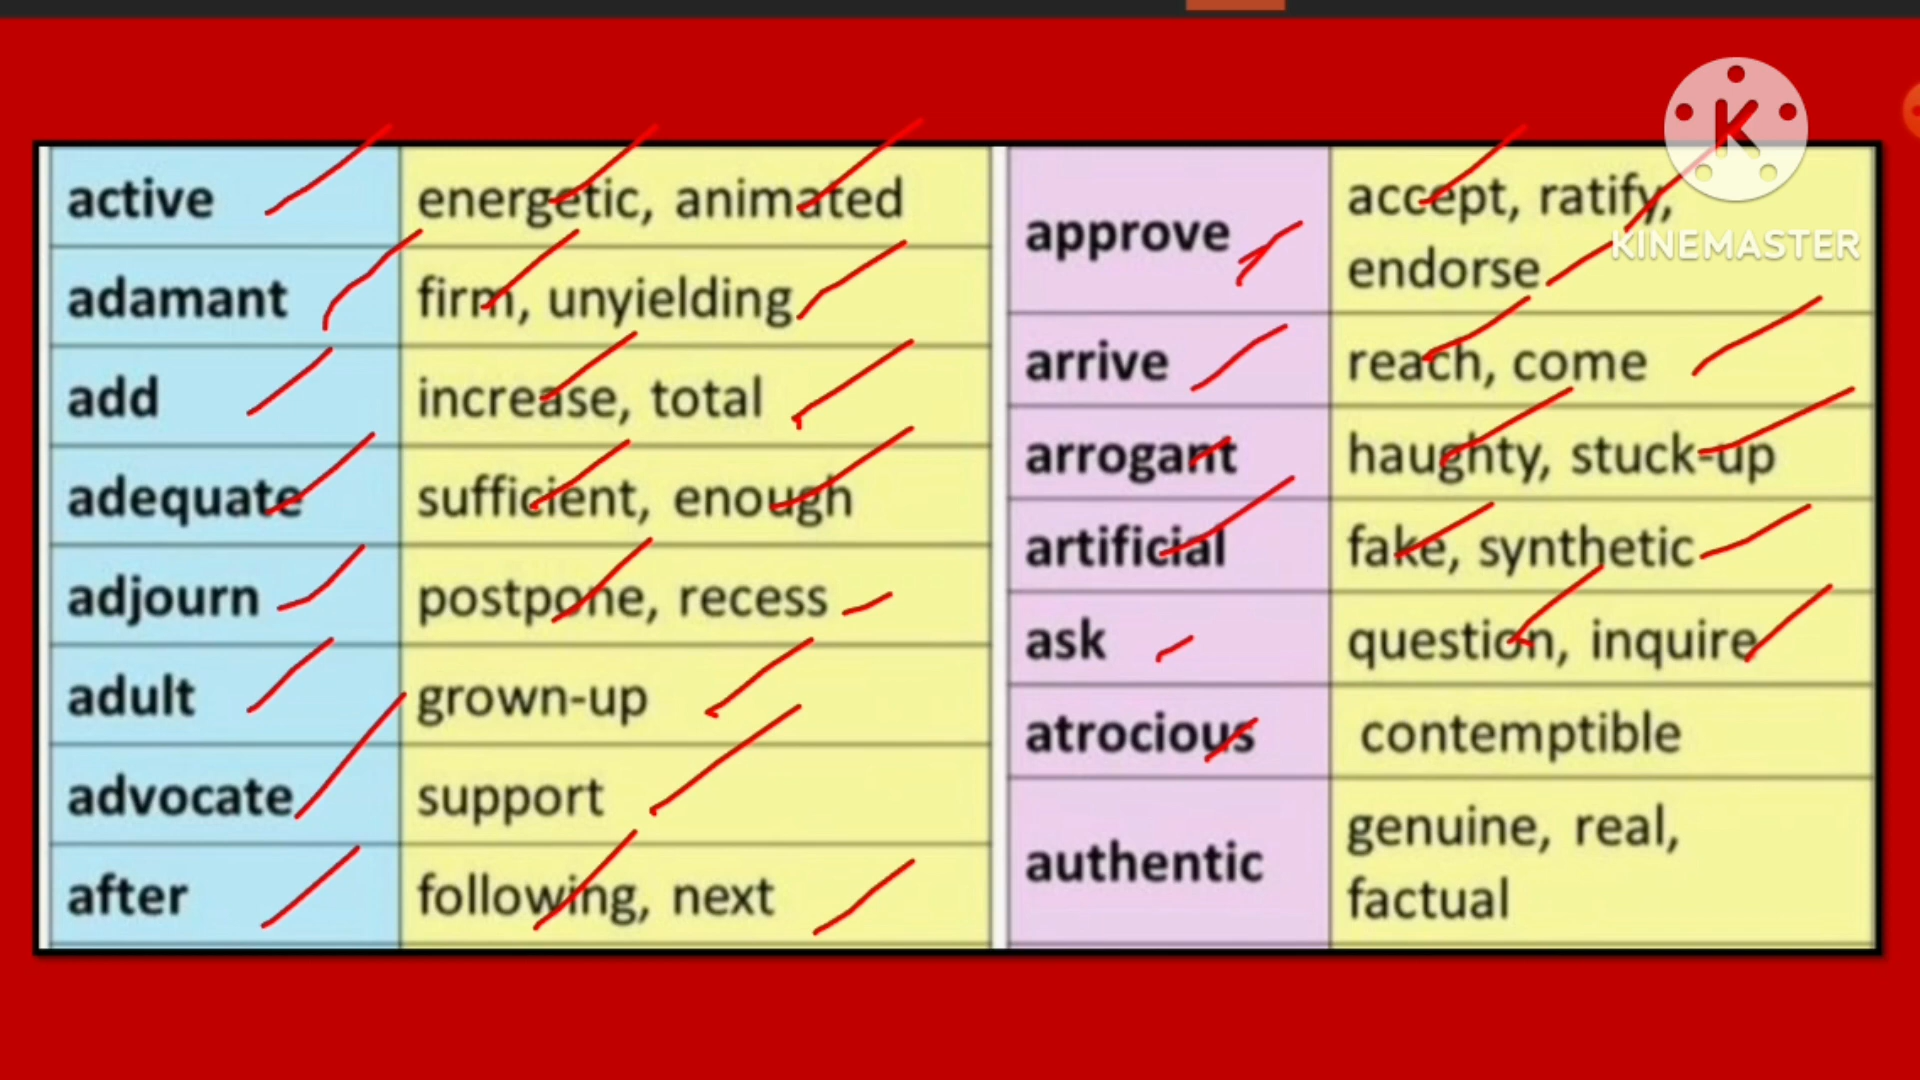 active energetic, animated
adamant firm, unyielding
add increase, total
adequate sufficient, enough
adjourn postpone, recess
adult grown-up
advocate support
after following, next
approve accept, ratify,
endorse
arrive reach, come
arrogant haughty, stuck-up
artificial fake, synthetic
ask question, inquire
atrocious contemptible
authentic genuine, real,
factual
K
KINEMASTER